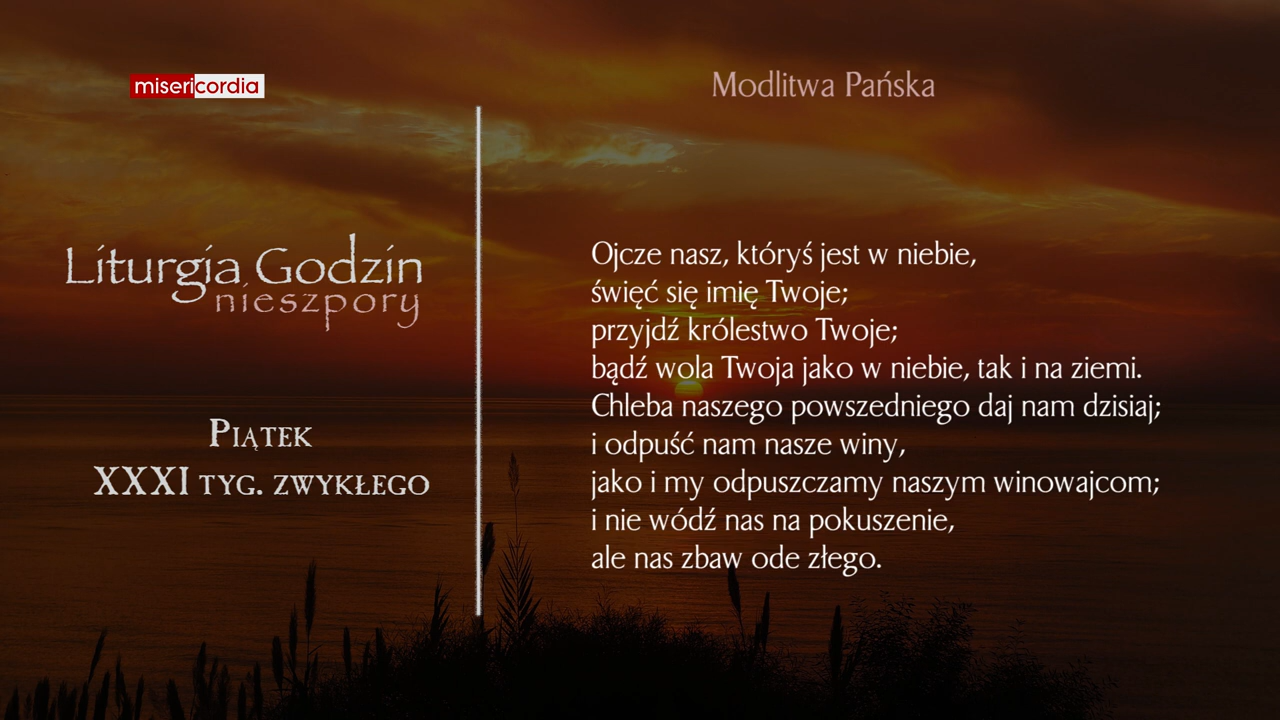 misericordia
Liturgia Godzin
nieszpory
Piątek
XXXI tyg. zwykłego
Modlitwa Pańska
Ojcze nasz, któryś jest w niebie,
święć się imię Twoje;
przyjdź królestwo Twoje;
bądź wola Twoja jako w niebie, tak i na ziemi.
Chleba naszego powszedniego daj nam dzisiaj;
i odpuść nam nasze winy,
jako i my odpuszczamy naszym winowajcom;
i nie wódź nas na pokuszenie,
ale nas zbaw ode złego.